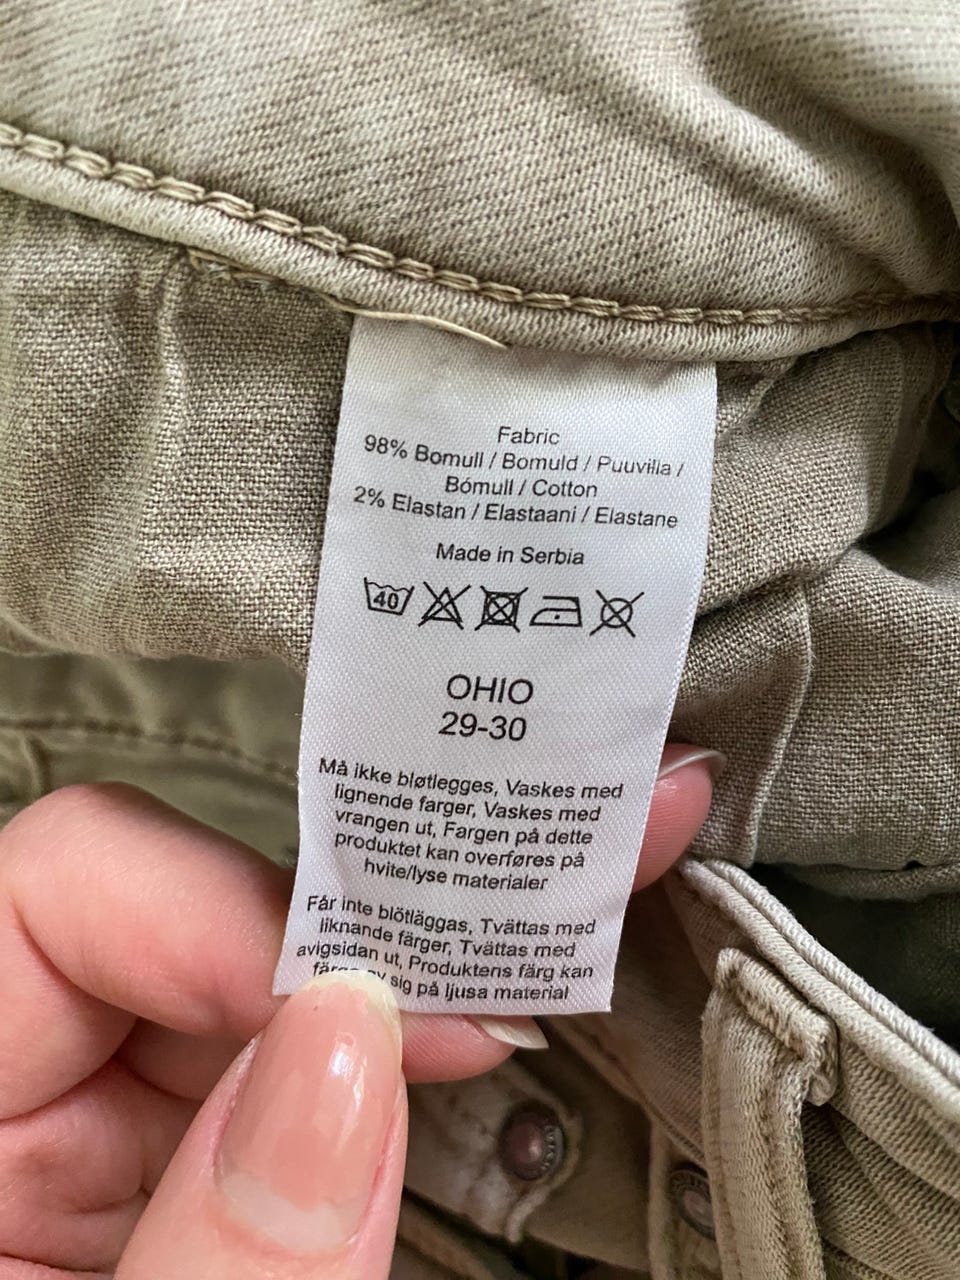 Fabric
98% Bomull / Bomuld / Puuvilla /
Bómull / Cotton
2% Elastan / Elastaani / Elastane
Made in Serbia
40
OHIO
29-30
Må ikke bløtlegges, Vaskes med
lignende farger, Vaskes med
vrangen ut, Fargen på dette
produktet kan overføres på
hvite/lyse materialer
Får inte blötläggas, Tvättas med
liknande färger, Tvättas med
avigsidan ut, Produktens färg kan
sig på ljusa material